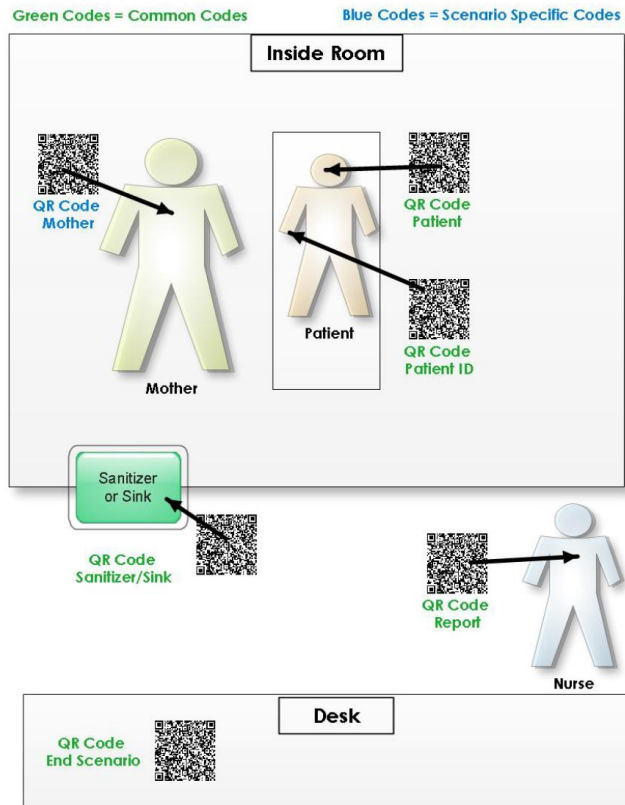 Green Codes = Common Codes
Blue Codes = Scenario Specific Codes
Inside Room
QR Code
Mother
QR Code
Patient
Patient
QR Code
Patient ID
Mother
Sanitizer
or Sink
QR Code
Sanitizer/Sink
QR Code
Report
Nurse
Desk
QR Code
End Scenario